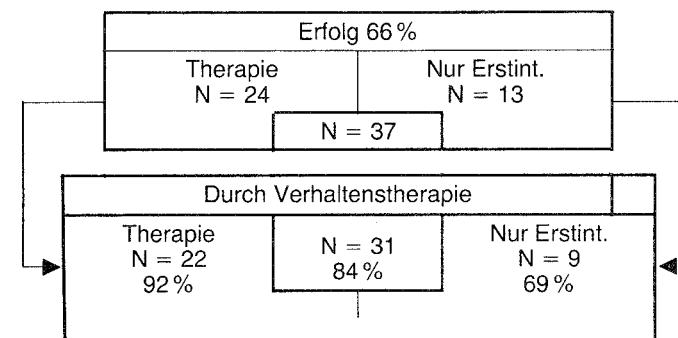 Erfolg 66%
Therapie
N = 24
Nur Erstint.
N = 13
N = 37
Durch Verhaltenstherapie
Therapie
N = 22
92%
N = 31
84%
Nur Erstint.
N = 9
69%